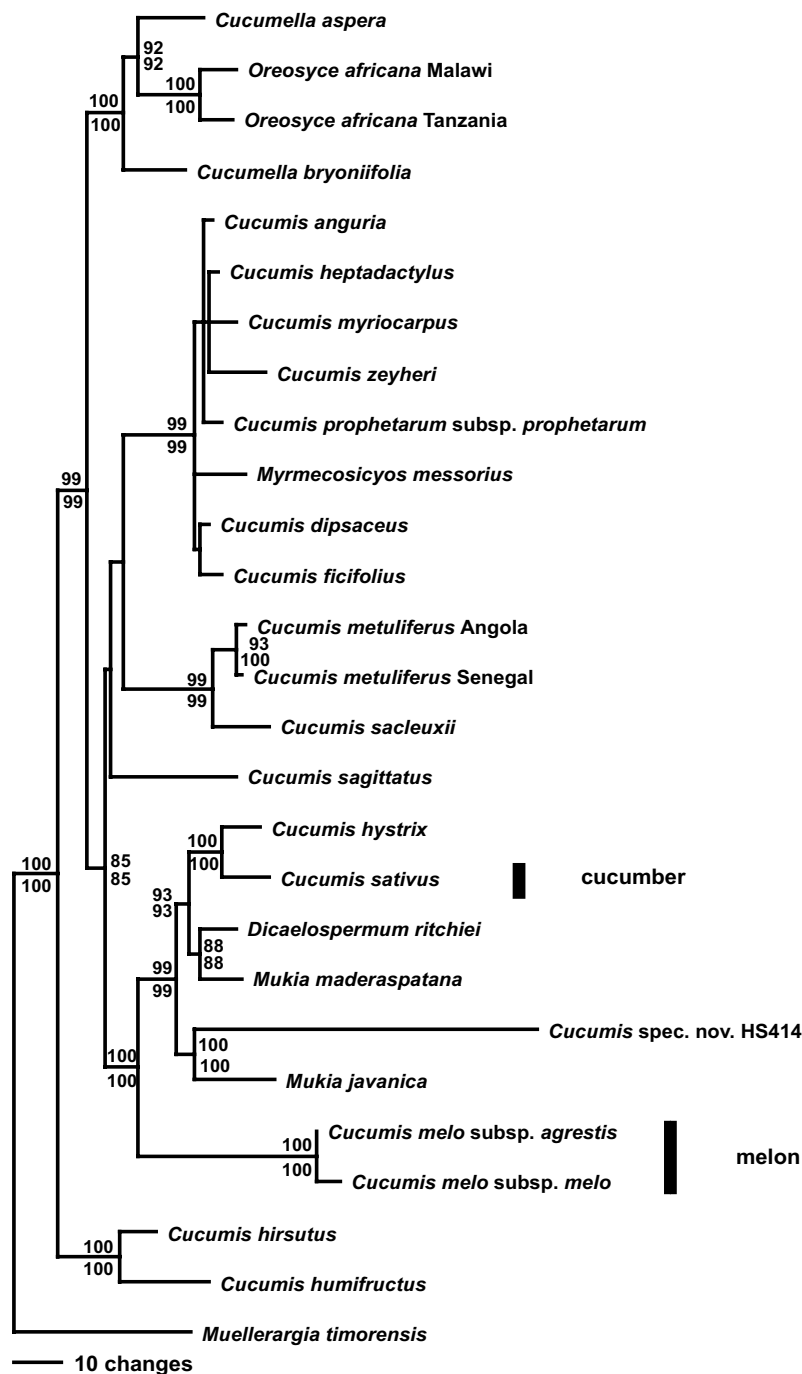 Cucumella aspera
92
92
Oreosyce africana Malawi
100
100
Oreosyce africana Tanzania
100
100
Cucumella bryoniifolia
Cucumis anguria
Cucumis heptadactylus
Cucumis myriocarpus
Cucumis zeyheri
Cucumis prophetarum subsp. prophetarum
99
99
Myrmecosicyos messorius
99
99
Cucumis dipsaceus
Cucumis ficifolius
Cucumis metuliferus Angola
93
100
Cucumis metuliferus Senegal
99
99
Cucumis sacleuxii
Cucumis sagittatus
Cucumis hystrix
100
100
Cucumis sativus
cucumber
85
85
100
100
93
93
Dicaelospermum ritchiei
88
88
Mukia maderaspatana
99
99
Cucumis spec. nov. HS414
100
100
Mukia javanica
100
100
Cucumis melo subsp. agrestis
100
100
melon
Cucumis melo subsp. melo
Cucumis hirsutus
100
100
Cucumis humifructus
Muellerargia timorensis
10 changes